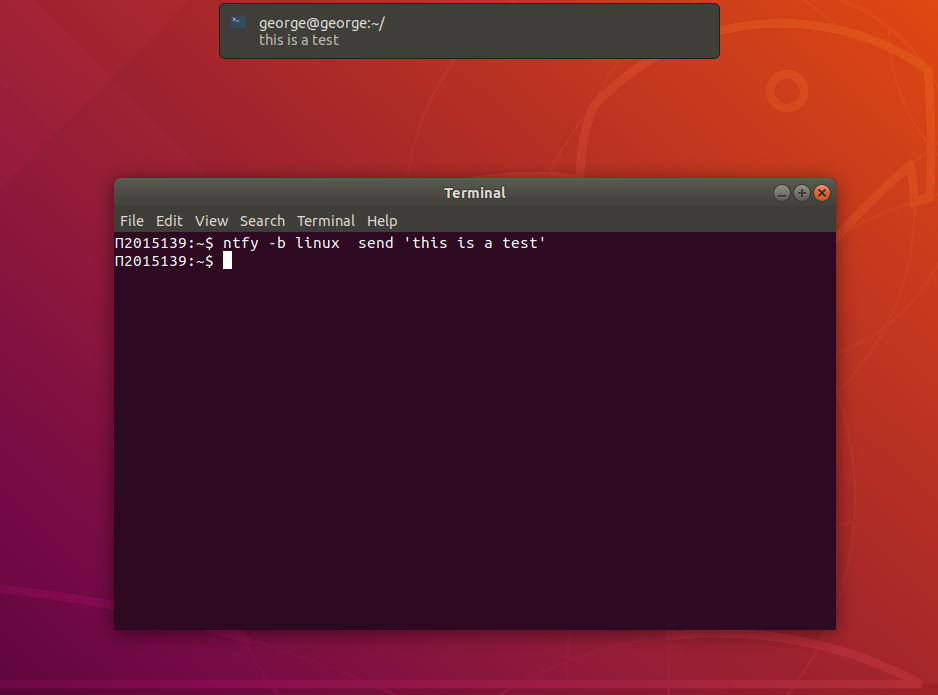 george@george:~/
this is a test
Terminal
File Edit View Search Terminal Help
Π2015139:~$ ntfy -b linux  send 'this is a test'
Π2015139:~$